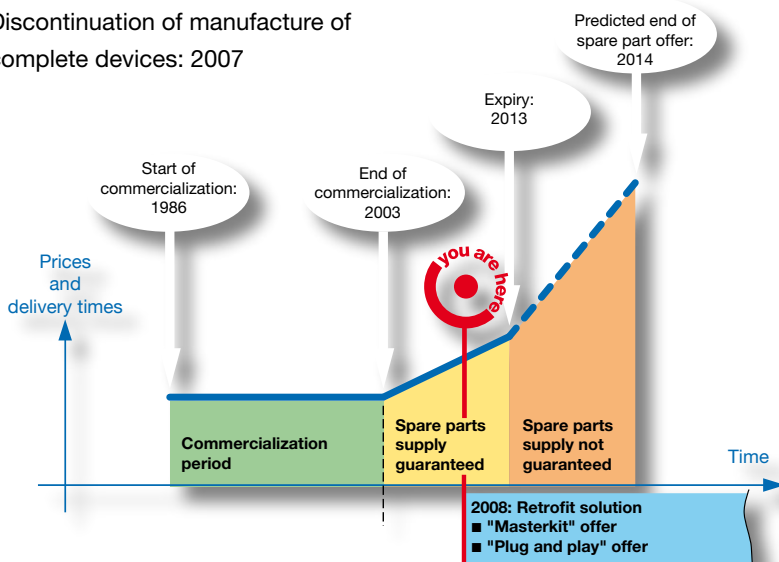 Discontinuation of manufacture of
complete devices: 2007
Predicted end of
spare part offer:
2014
Expiry:
2013
Start of
commercialization:
1986
End of
commercialization:
2003
you are here
Prices
and
delivery times
Commercialization
period
Spare parts
supply
guaranteed
Spare parts
supply not
guaranteed
Time
2008: Retrofit solution
■ "Masterkit" offer
■ "Plug and play" offer